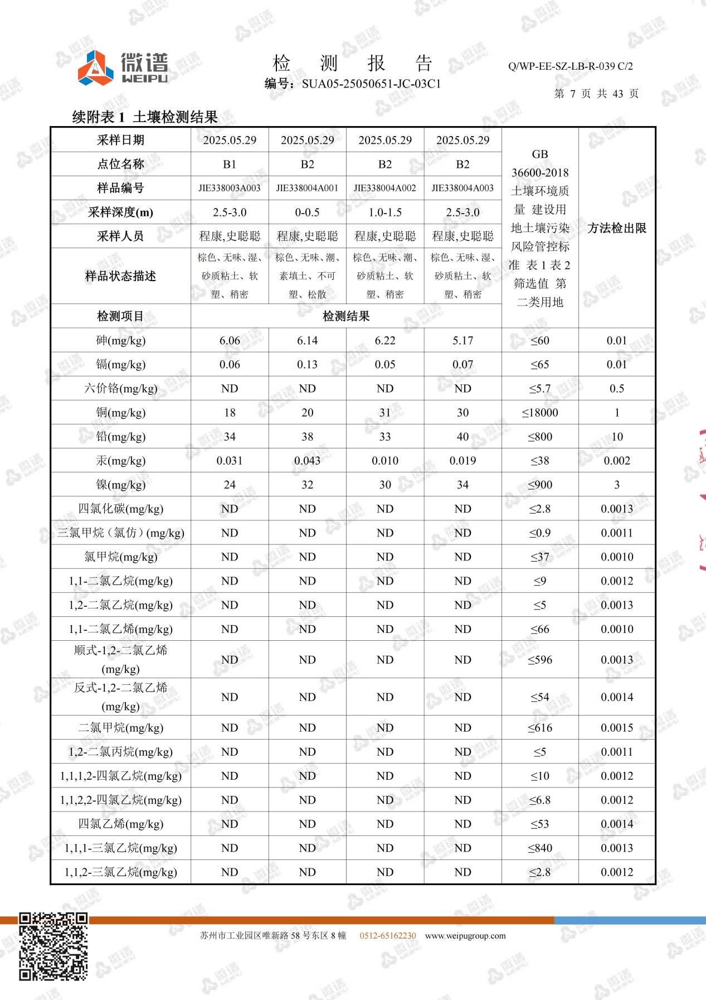 微谱
WEIPU
检 测 报 告
编号：SUA05-25050651-JC-03C1
Q/WP-EE-SZ-LB-R-039 C/2
第 7 页 共 43 页
续附表 1 土壤检测结果
采样日期 2025.05.29 2025.05.29 2025.05.29 2025.05.29
点位名称 B1 B2 B2 B2
样品编号 JIE338003A003 JIE338004A001 JIE338004A002 JIE338004A003
采样深度(m) 2.5-3.0 0-0.5 1.0-1.5 2.5-3.0
采样人员 程康,史聪聪 程康,史聪聪 程康,史聪聪 程康,史聪聪
样品状态描述
棕色、无味、湿、
砂质粘土、软
塑、稍密
棕色、无味、潮、
素填土、不可
塑、松散
棕色、无味、潮、
砂质粘土、软
塑、稍密
棕色、无味、湿、
砂质粘土、软
塑、稍密
GB
36600-2018
土壤环境质
量 建设用
地土壤污染
风险管控标
准 表 1 表 2
筛选值 第
二类用地
方法检出限
检测项目 检测结果
砷(mg/kg) 6.06 6.14 6.22 5.17 ≤60 0.01
镉(mg/kg) 0.06 0.13 0.05 0.07 ≤65 0.01
六价铬(mg/kg) ND ND ND ND ≤5.7 0.5
铜(mg/kg) 18 20 31 30 ≤18000 1
铅(mg/kg) 34 38 33 40 ≤800 10
汞(mg/kg) 0.031 0.043 0.010 0.019 ≤38 0.002
镍(mg/kg) 24 32 30 34 ≤900 3
四氯化碳(mg/kg) ND ND ND ND ≤2.8 0.0013
三氯甲烷（氯仿）(mg/kg) ND ND ND ND ≤0.9 0.0011
氯甲烷(mg/kg) ND ND ND ND ≤37 0.0010
1,1-二氯乙烷(mg/kg) ND ND ND ND ≤9 0.0012
1,2-二氯乙烷(mg/kg) ND ND ND ND ≤5 0.0013
1,1-二氯乙烯(mg/kg) ND ND ND ND ≤66 0.0010
顺式-1,2-二氯乙烯
(mg/kg) ND ND ND ND ≤596 0.0013
反式-1,2-二氯乙烯
(mg/kg) ND ND ND ND ≤54 0.0014
二氯甲烷(mg/kg) ND ND ND ND ≤616 0.0015
1,2-二氯丙烷(mg/kg) ND ND ND ND ≤5 0.0011
1,1,1,2-四氯乙烷(mg/kg) ND ND ND ND ≤10 0.0012
1,1,2,2-四氯乙烷(mg/kg) ND ND ND ND ≤6.8 0.0012
四氯乙烯(mg/kg) ND ND ND ND ≤53 0.0014
1,1,1-三氯乙烷(mg/kg) ND ND ND ND ≤840 0.0013
1,1,2-三氯乙烷(mg/kg) ND ND ND ND ≤2.8 0.0012
苏州市工业园区唯新路 58 号东区 8 幢 0512-65162230 www.weipugroup.com